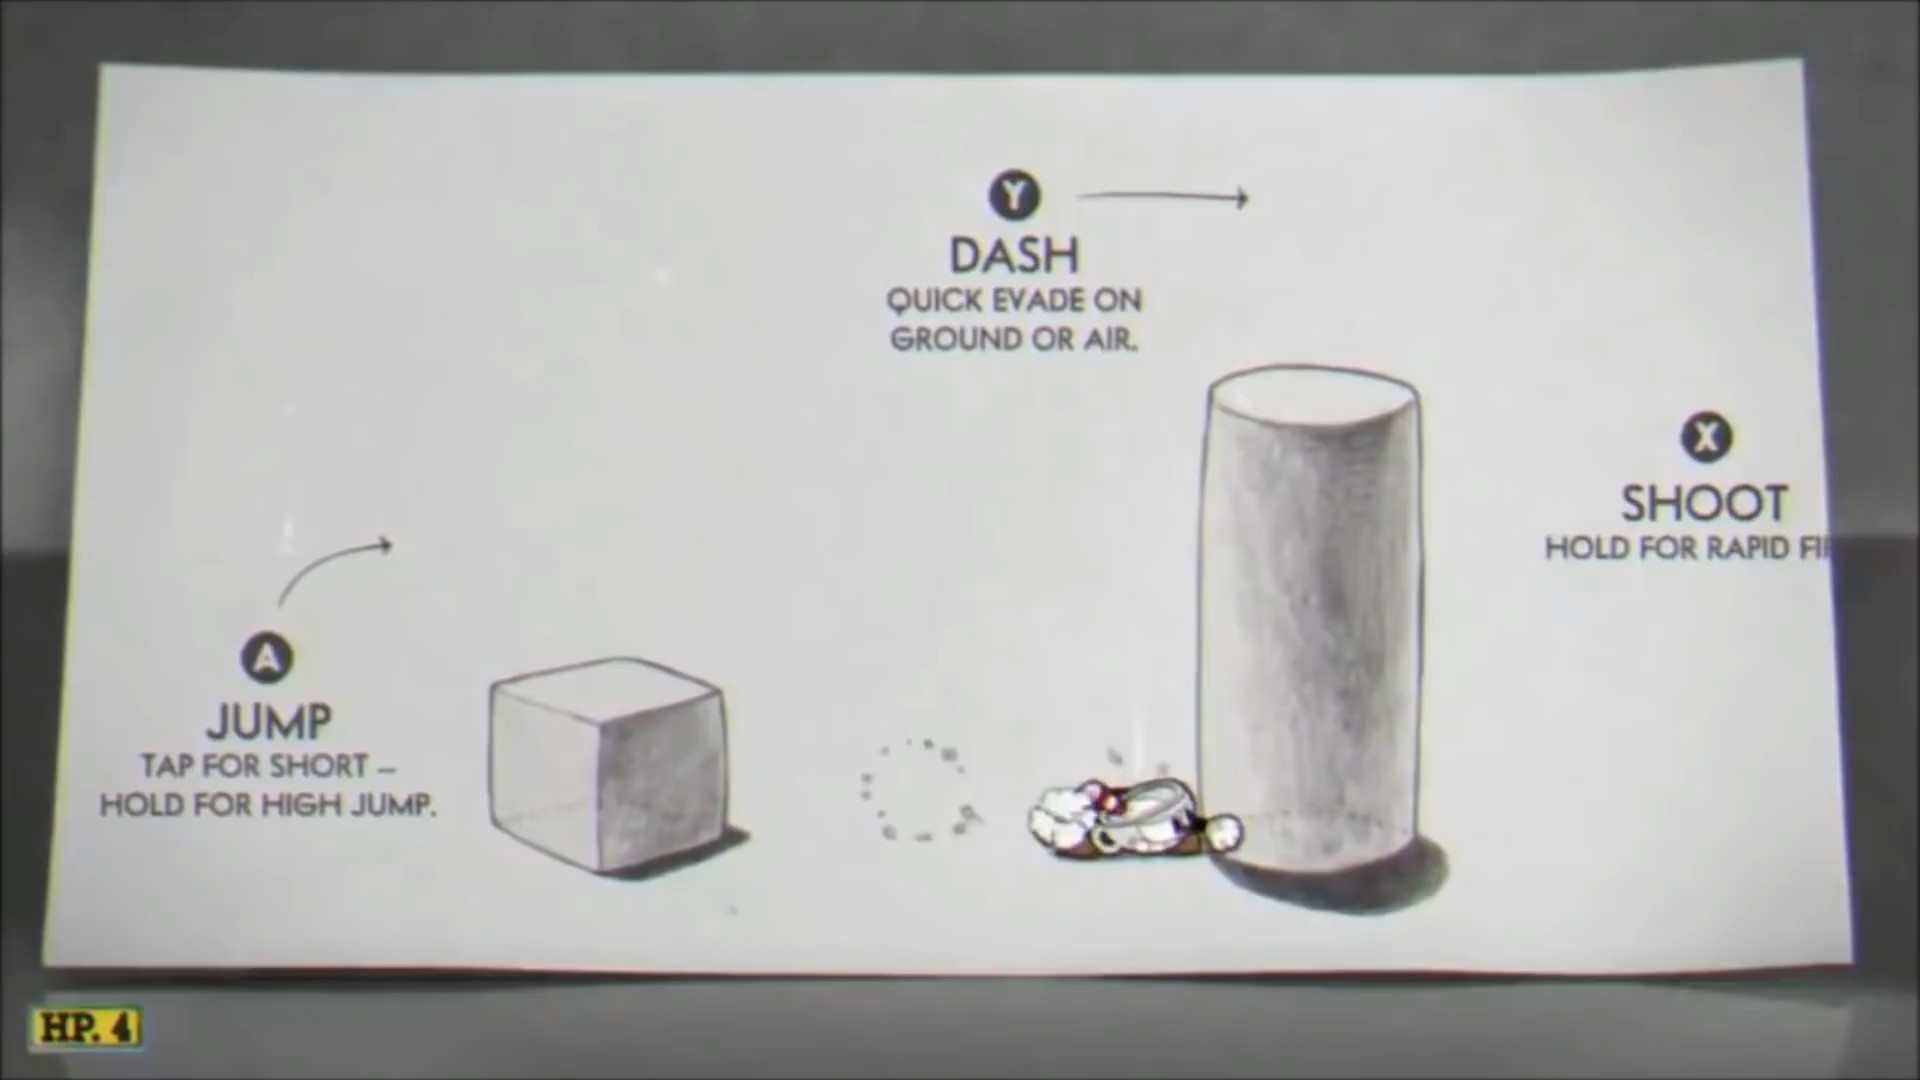 Y
DASH
QUICK EVADE ON
GROUND OR AIR.
X
SHOOT
HOLD FOR RAPID
A
JUMP
TAP FOR SHORT –
HOLD FOR HIGH JUMP.
HP. 4